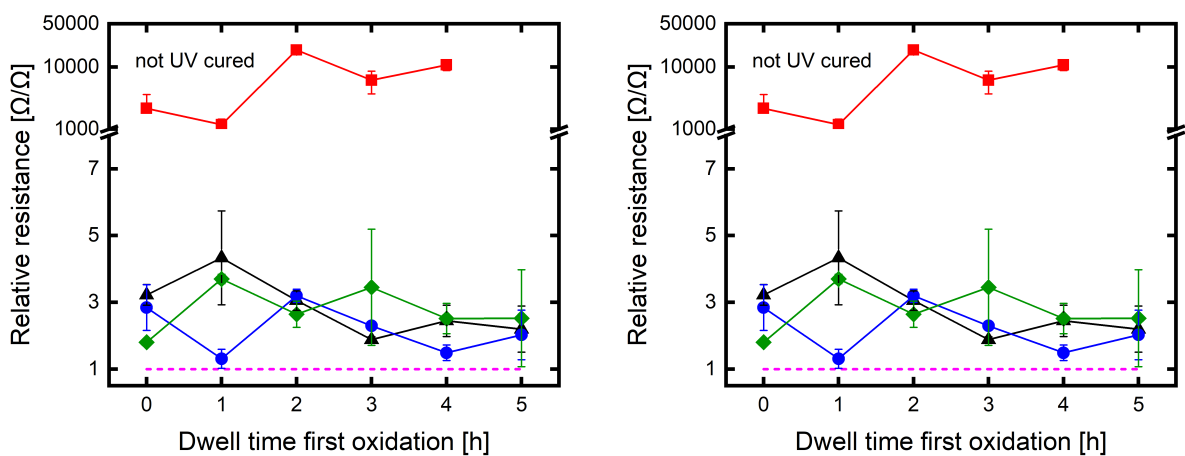 50000
not UV cured
10000
1000
7
5
3
1
Relative resistance [Ω/Ω]
0 1 2 3 4 5
Dwell time first oxidation [h]
50000
not UV cured
10000
1000
7
5
3
1
Relative resistance [Ω/Ω]
0 1 2 3 4 5
Dwell time first oxidation [h]